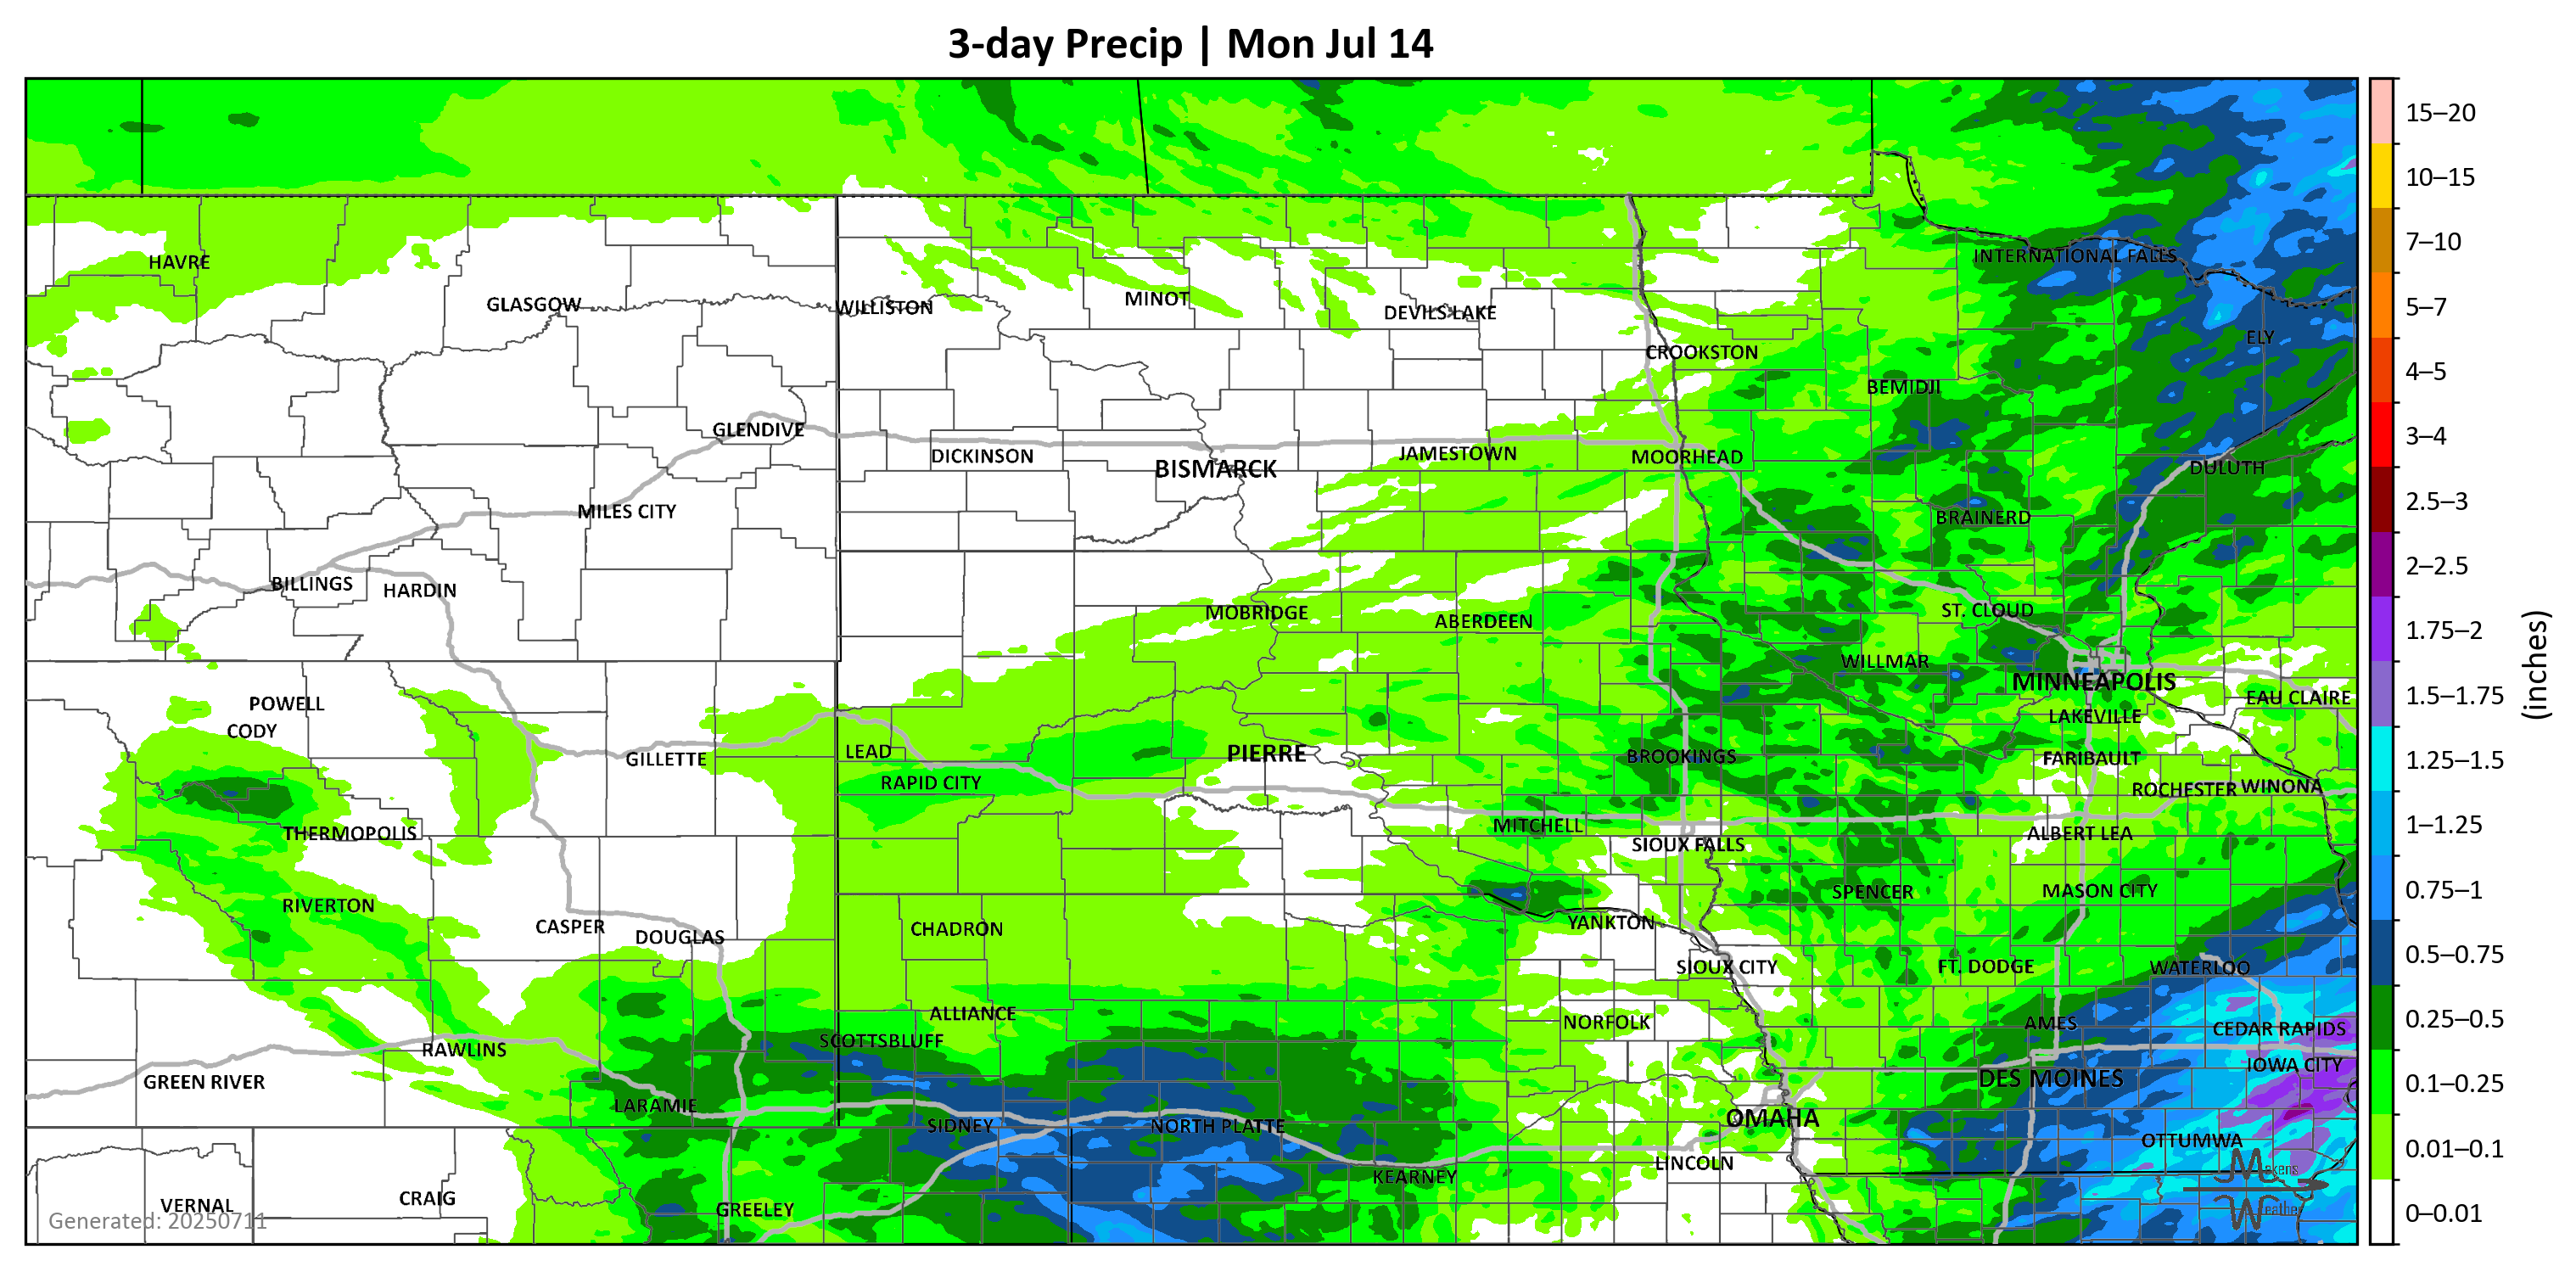 3-day Precip | Mon Jul 14
INTERNATIONAL FALLS
HAVRE
GLASGOW
WILLISTON
MINOT
DEVILS LAKE
ELY
CROOKSTON
BEMIDJI
GLENDIVE
DICKINSON
BISMARCK
JAMESTOWN
MOORHEAD
DULUTH
MILES CITY
BRAINERD
BILLINGS
HARDIN
MOBRIDGE
ABERDEEN
ST. CLOUD
WILLMAR
MINNEAPOLIS
EAU CLAIRE
POWELL
CODY
LAKEVILLE
GILLETTE
LEAD
PIERRE
BROOKINGS
FARIBAULT
RAPID CITY
ROCHESTER
WINONA
THERMOPOLIS
MITCHELL
ALBERT LEA
SIOUX FALLS
RIVERTON
SPENCER
MASON CITY
CASPER
DOUGLAS
CHADRON
YANKTON
SIOUX CITY
FT. DODGE
WATERLOO
ALLIANCE
NORFOLK
AMES
CEDAR RAPIDS
RAWLINS
SCOTTSBLUFF
IOWA CITY
GREEN RIVER
DES MOINES
LARAMIE
SIDNEY
NORTH PLATTE
OMAHA
OTTUMWA
LINCOLN
KEARNEY
VERNAL
CRAIG
GREELEY
Generated: 20250711
Makens
Weather
15–20
10–15
7–10
5–7
4–5
3–4
2.5–3
2–2.5
1.75–2
1.5–1.75
1.25–1.5
1–1.25
0.75–1
0.5–0.75
0.25–0.5
0.1–0.25
0.01–0.1
0–0.01
(inches)